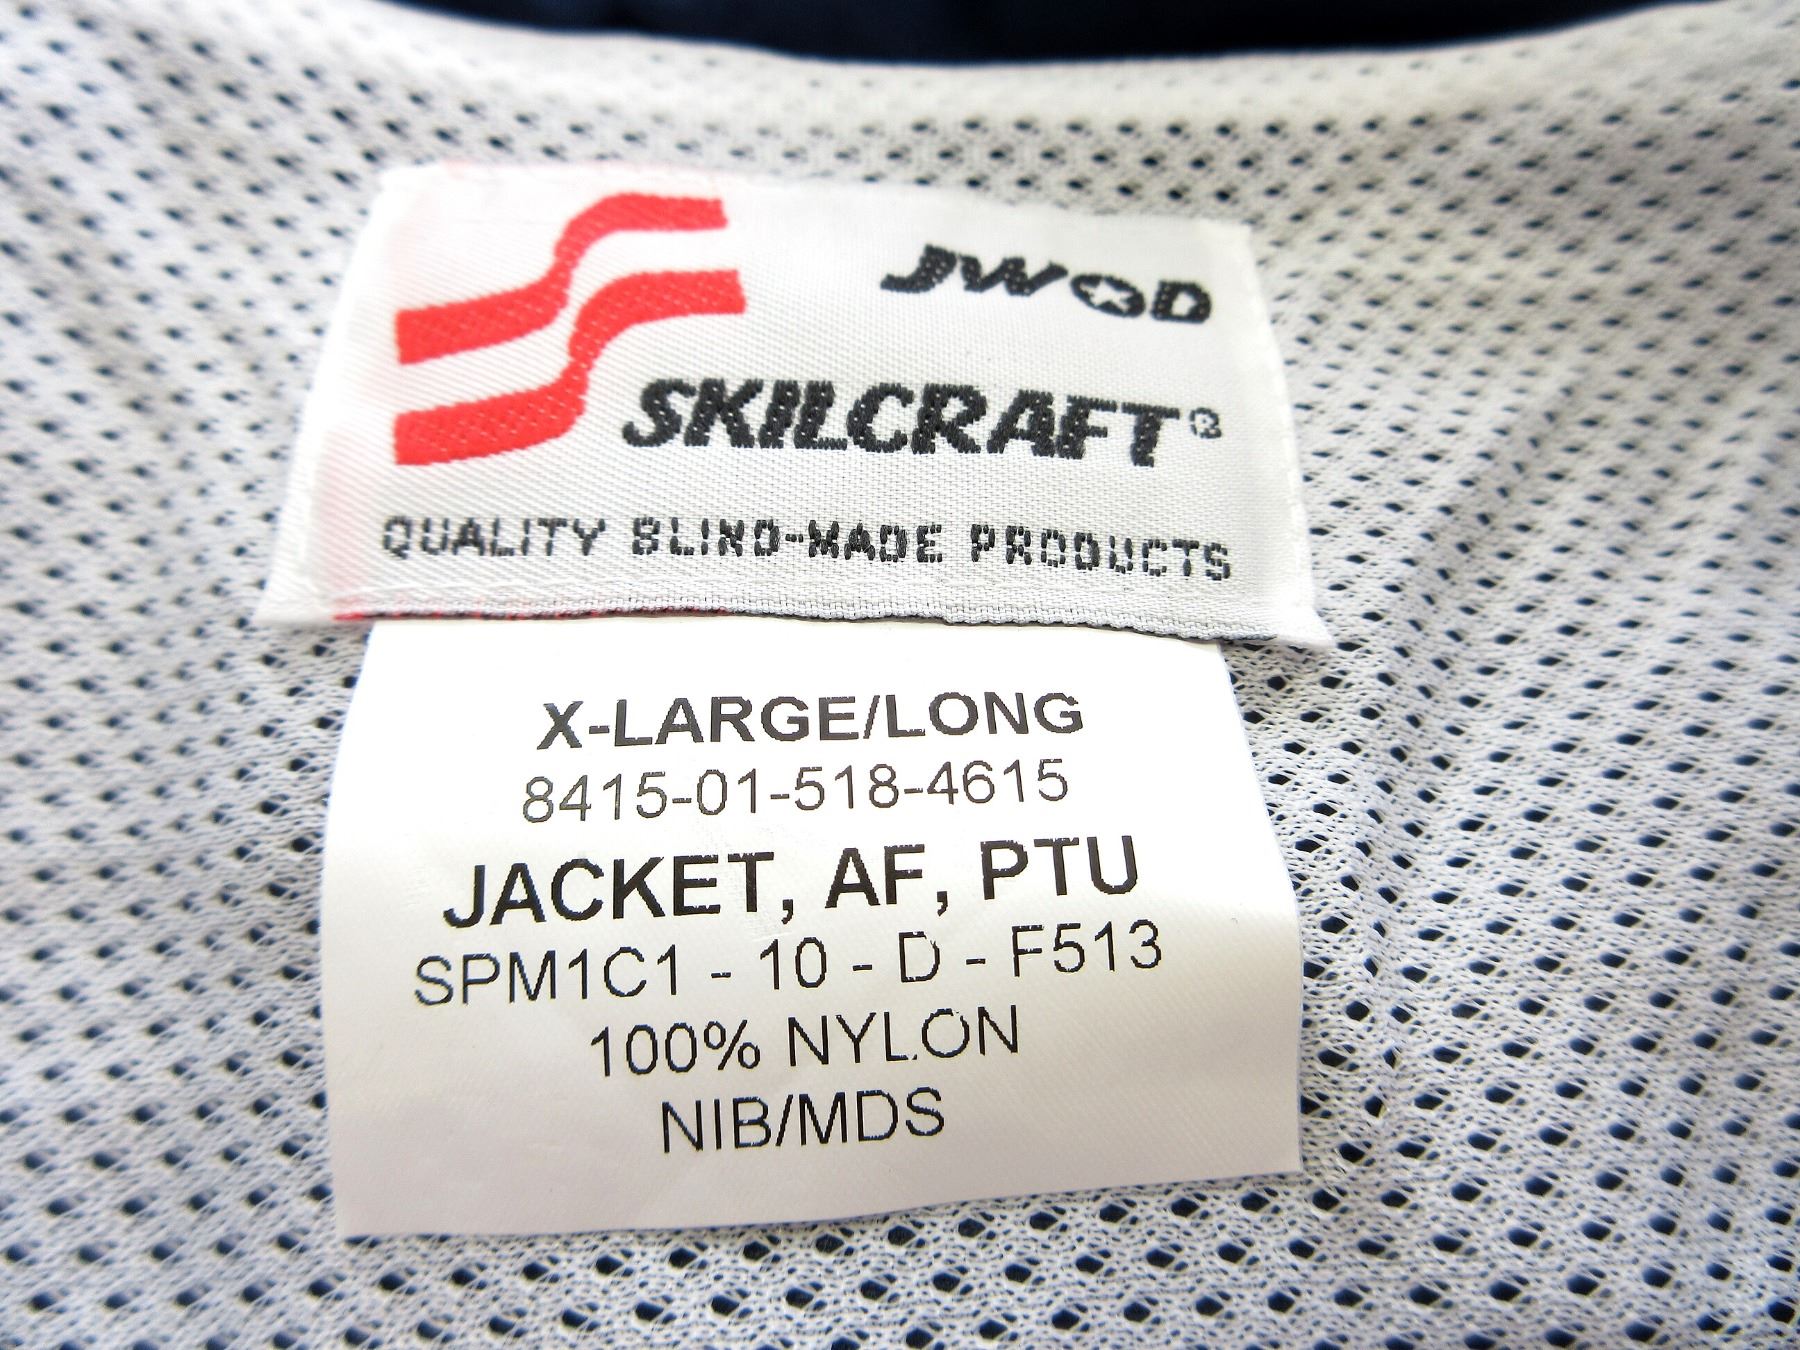 JWOD
SKILCRAFT®
QUALITY BLIND-MADE PRODUCTS
X-LARGE/LONG
8415-01-518-4615
JACKET, AF, PTU
SPM1C1 - 10 - D - F513
100% NYLON
NIB/MDS